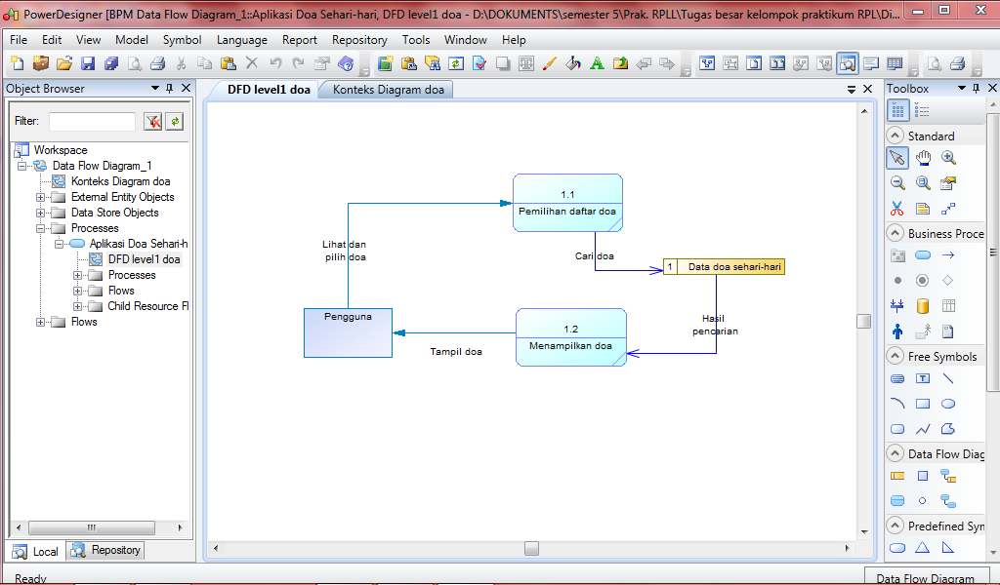 PowerDesigner [BPM Data Flow Diagram_1::Aplikasi Doa Sehari-hari, DFD level1 doa - D:\DOKUMENTS\semester 5\Prak. RPLL\Tugas besar kelompok praktikum RPL\Di...
File Edit View Model Symbol Language Report Repository Tools Window Help
Object Browser
Filter:
Workspace
Data Flow Diagram_1
Konteks Diagram doa
External Entity Objects
Data Store Objects
Processes
Aplikasi Doa Sehari-h
DFD level1 doa
Processes
Flows
Child Resource Fl
Flows
Local Repository
DFD level1 doa Konteks Diagram doa
1.1
Pemilihan daftar doa
Lihat dan
pilih doa
Cari doa
1 Data doa sehari-hari
Pengguna
1.2
Menampilkan doa
Hasil
pencarian
Tampil doa
Toolbox
Standard
Business Proce
Free Symbols
Data Flow Diag
Predefined Syn
Ready
Data Flow Diagram